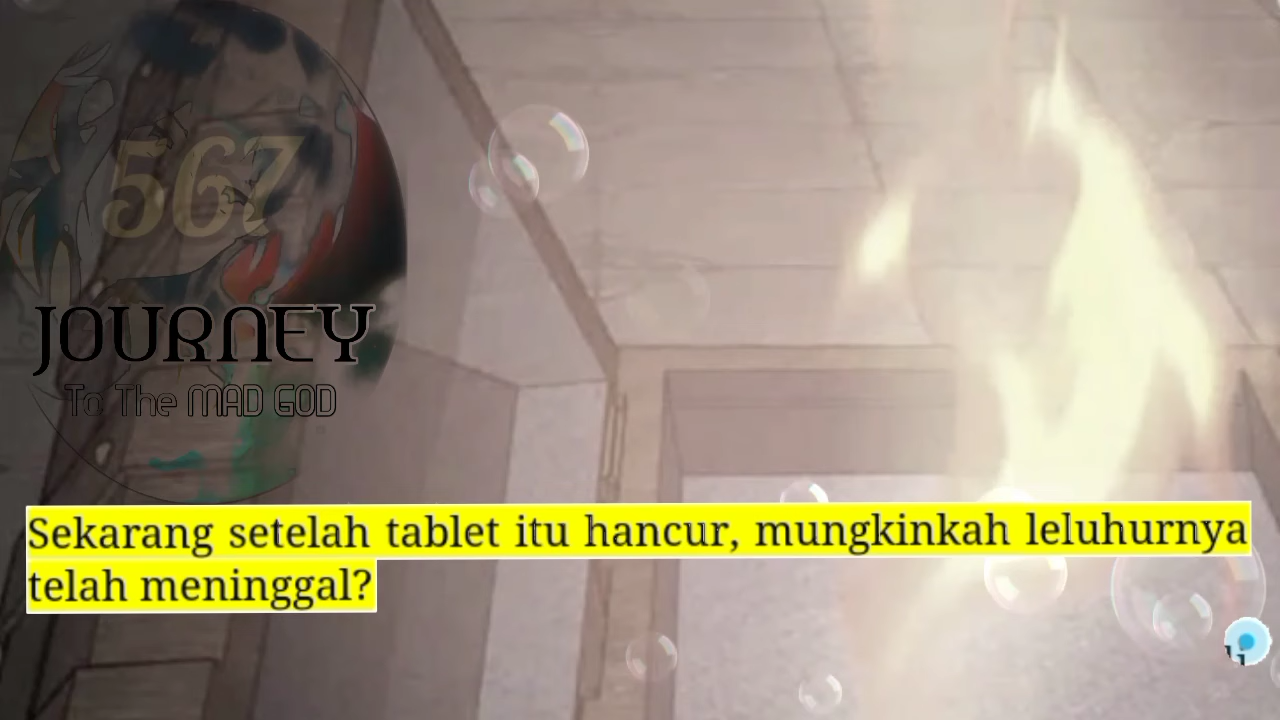 567
JOURNEY
To The MAD GOD
Sekarang setelah tablet itu hancur, mungkinkah leluhurnya
telah meninggal?